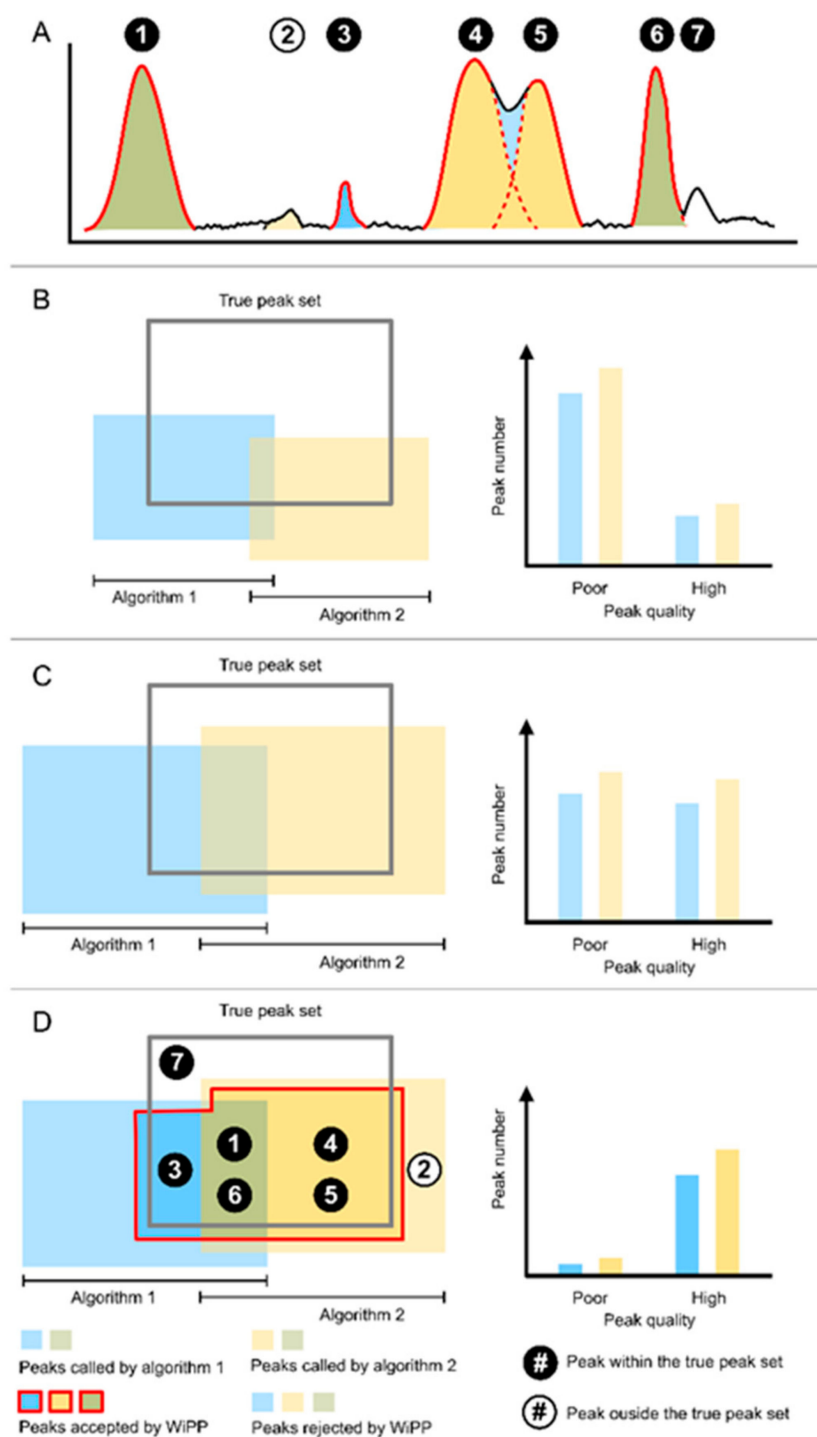 A
1 2 3 4 5 6 7
B
True peak set
Algorithm 1
Algorithm 2
Peak number
Poor High
Peak quality
C
True peak set
Algorithm 1
Algorithm 2
Peak number
Poor High
Peak quality
D
True peak set
7
1 4
3 2
6 5
Algorithm 1
Algorithm 2
Peak number
Poor High
Peak quality
Peaks called by algorithm 1
Peaks called by algorithm 2
Peaks accepted by WiPP
Peaks rejected by WiPP
# Peak within the true peak set
# Peak ouside the true peak set